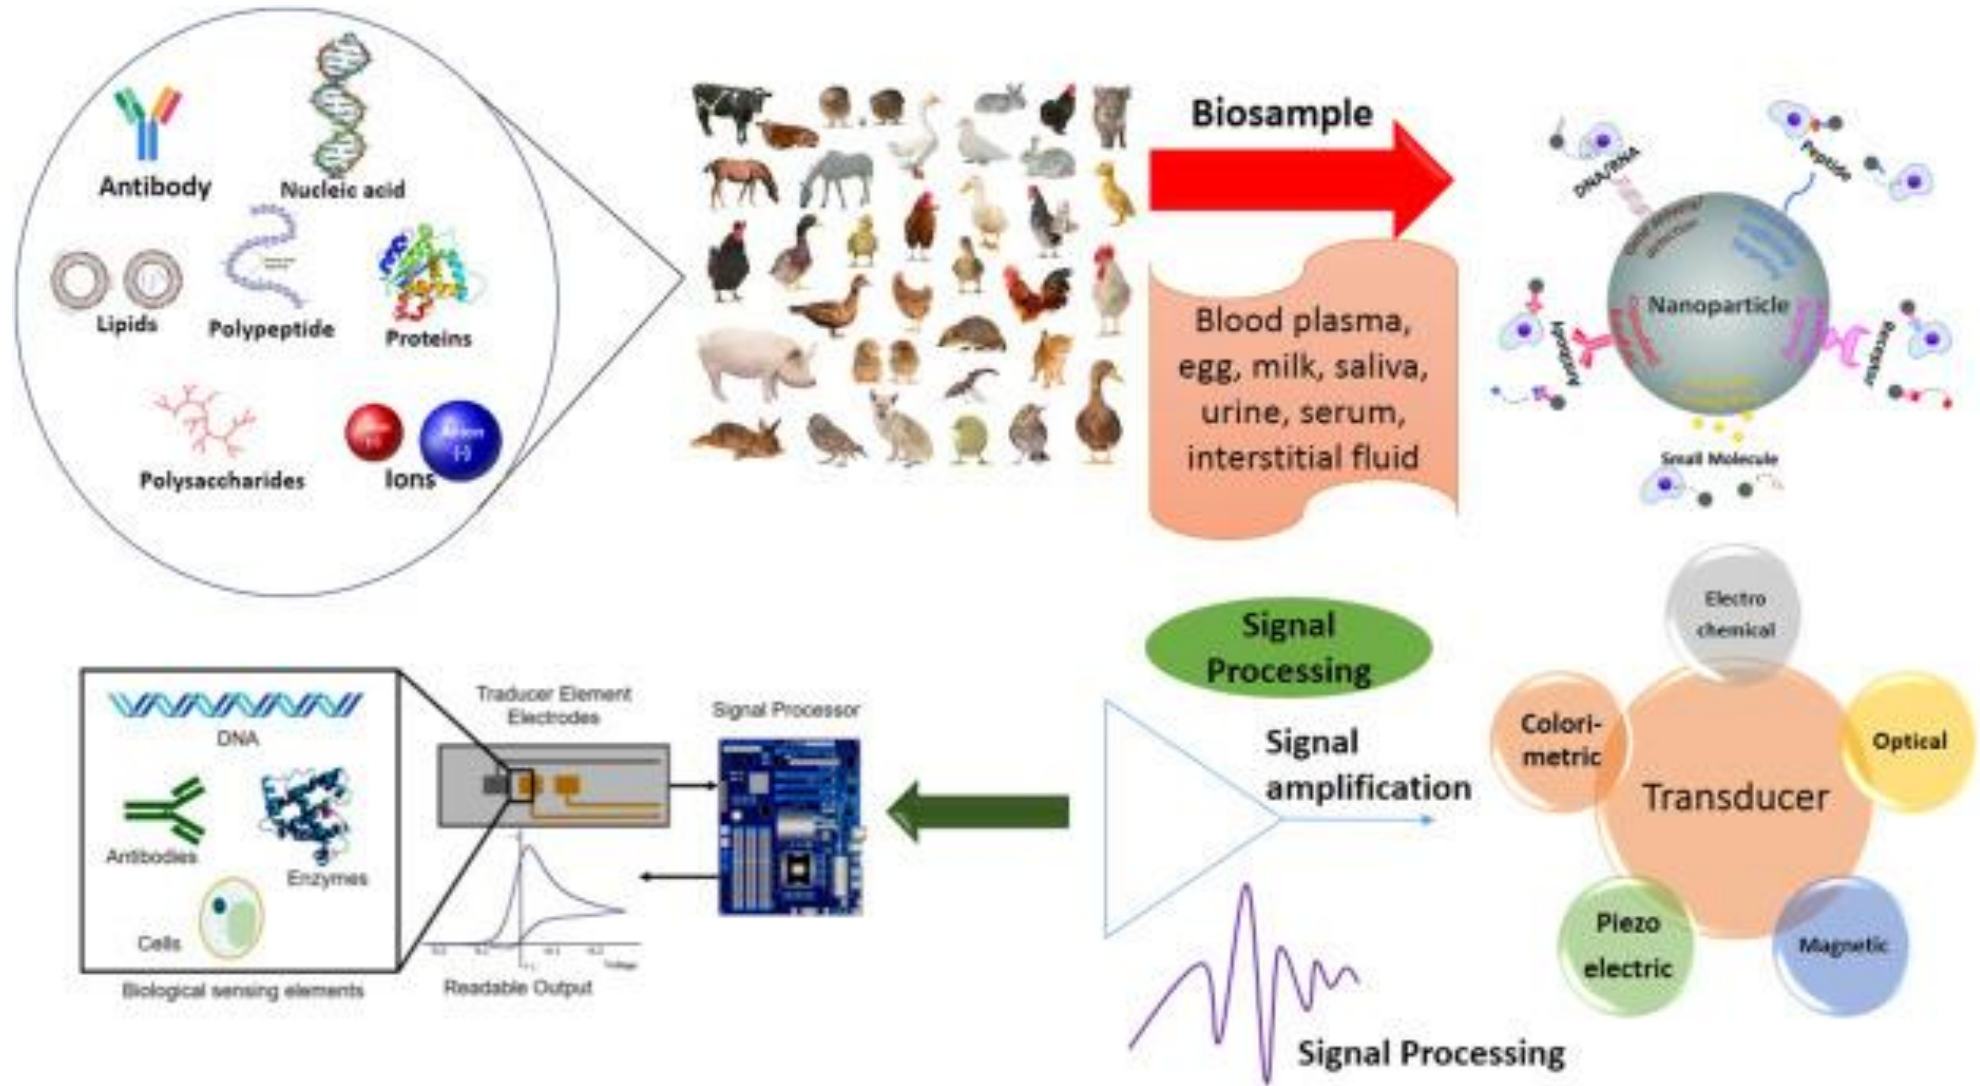 Antibody
Nucleic acid
Lipids
Polypeptide
Proteins
Polysaccharides
Anion
(-)
Ions
Biosample
Blood plasma,
egg, milk, saliva,
urine, serum,
interstitial fluid
DNA/RNA
Peptide
Nanoparticle
Antibody
Receptor
Small Molecule
Signal
Processing
Signal
amplification
Signal Processing
Electro
chemical
Colori-
metric
Optical
Transducer
Piezo
electric
Magnetic
DNA
Antibodies
Enzymes
Cells
Biological sensing elements
Traducer Element
Electrodes
Signal Processor
Voltage
Readable Output